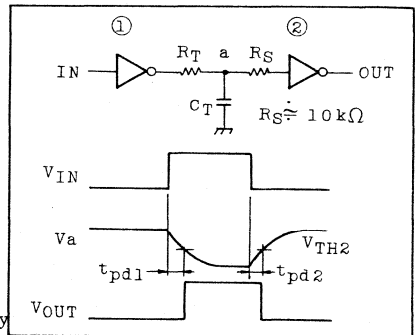 ① ②
R_T a R_S
IN OUT
C_T R_S≒10kΩ
V_IN
Va V_TH2
t_pd1 t_pd2
y V_OUT